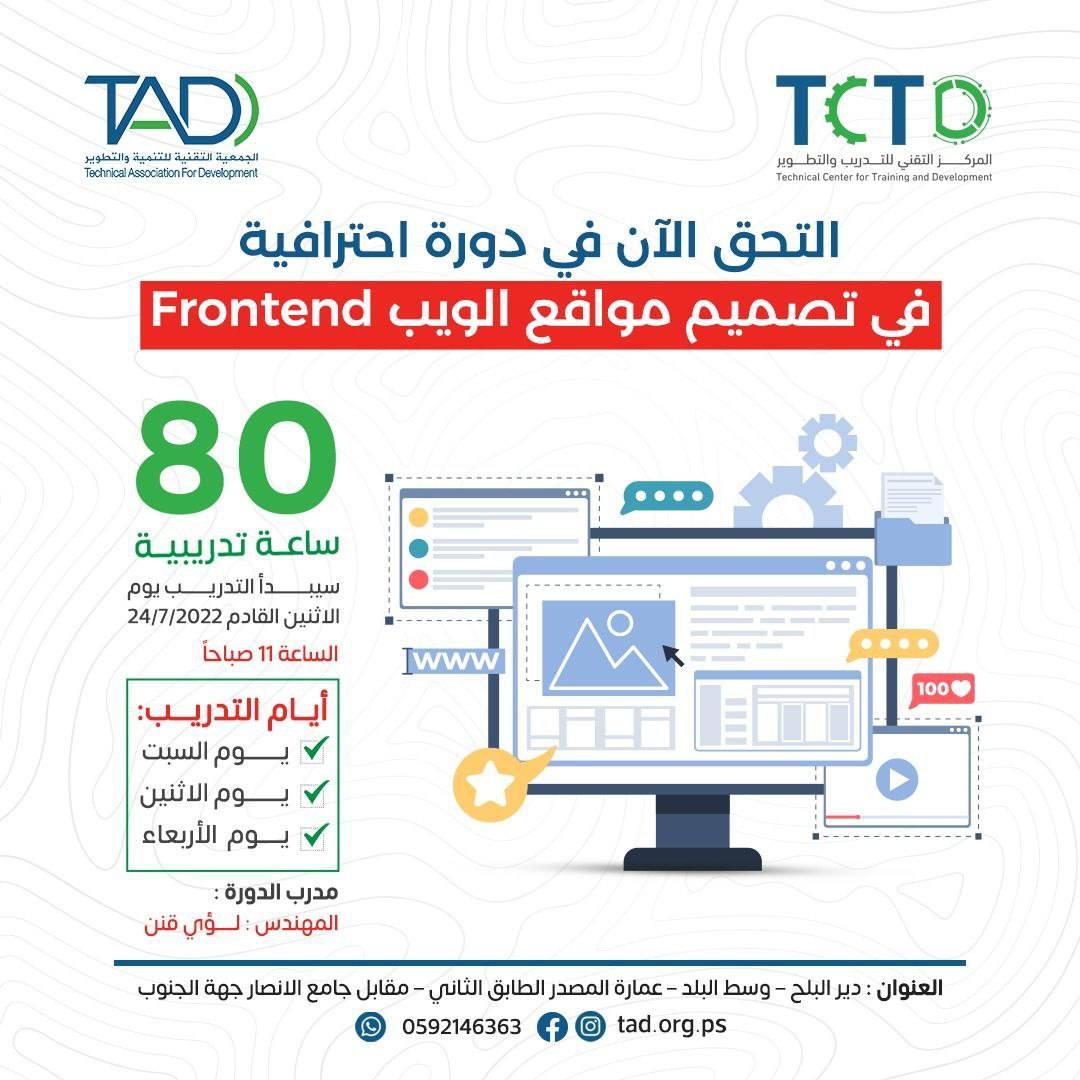 TAD
الجمعية التقنية للتنمية والتطوير
Technical Association For Development
TCTD
المركز التقني للتدريب والتطوير
Technical Center for Training and Development
التحق الآن في دورة احترافية
في تصميم مواقع الويب Frontend
80
ساعة تدريبية
سيبدأ التدريب يوم
الاثنين القادم 24/7/2022
الساعة 11 صباحاً
أيام التدريب:
يوم السبت
يوم الاثنين
يوم الأربعاء
مدرب الدورة :
المهندس : لؤي قنن
WWW
100
العنوان : دير البلح – وسط البلد – عمارة المصدر الطابق الثاني – مقابل جامع الانصار جهة الجنوب
0592146363 tad.org.ps